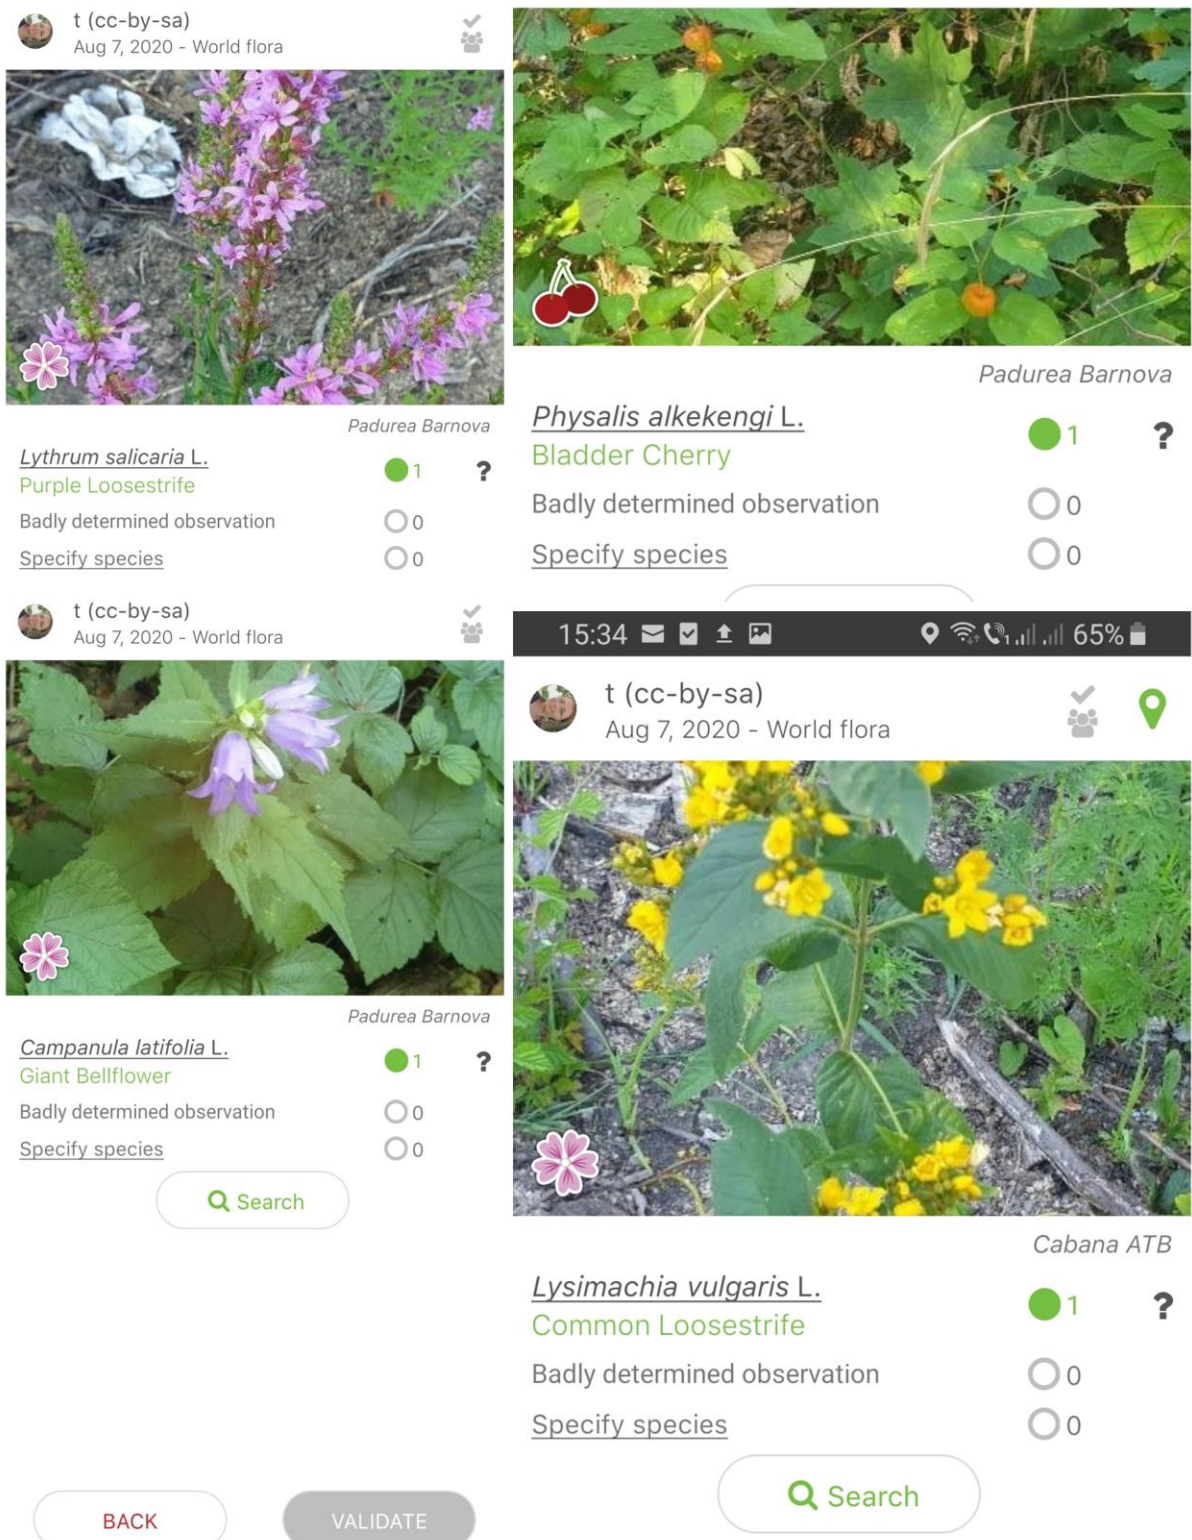 t (cc-by-sa)
Aug 7, 2020 - World flora
Padurea Barnova
Lythrum salicaria L.
1 ?
Purple Loosestrife
Badly determined observation
0
Specify species
0
t (cc-by-sa)
Aug 7, 2020 - World flora
Padurea Barnova
Campanula latifolia L.
1 ?
Giant Bellflower
Badly determined observation
0
Specify species
0
Search
BACK
VALIDATE
Padurea Barnova
Physalis alkekengi L.
1 ?
Bladder Cherry
Badly determined observation
0
Specify species
0
15:34
65%
t (cc-by-sa)
Aug 7, 2020 - World flora
Cabana ATB
Lysimachia vulgaris L.
1 ?
Common Loosestrife
Badly determined observation
0
Specify species
0
Search